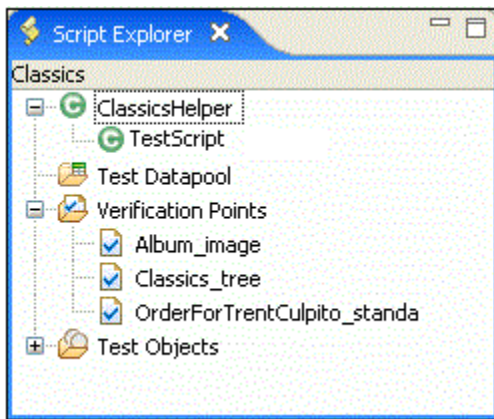 Script Explorer
Classics
ClassicsHelper
TestScript
Test Datapool
Verification Points
Album_image
Classics_tree
OrderForTrentCulpito_standa
Test Objects